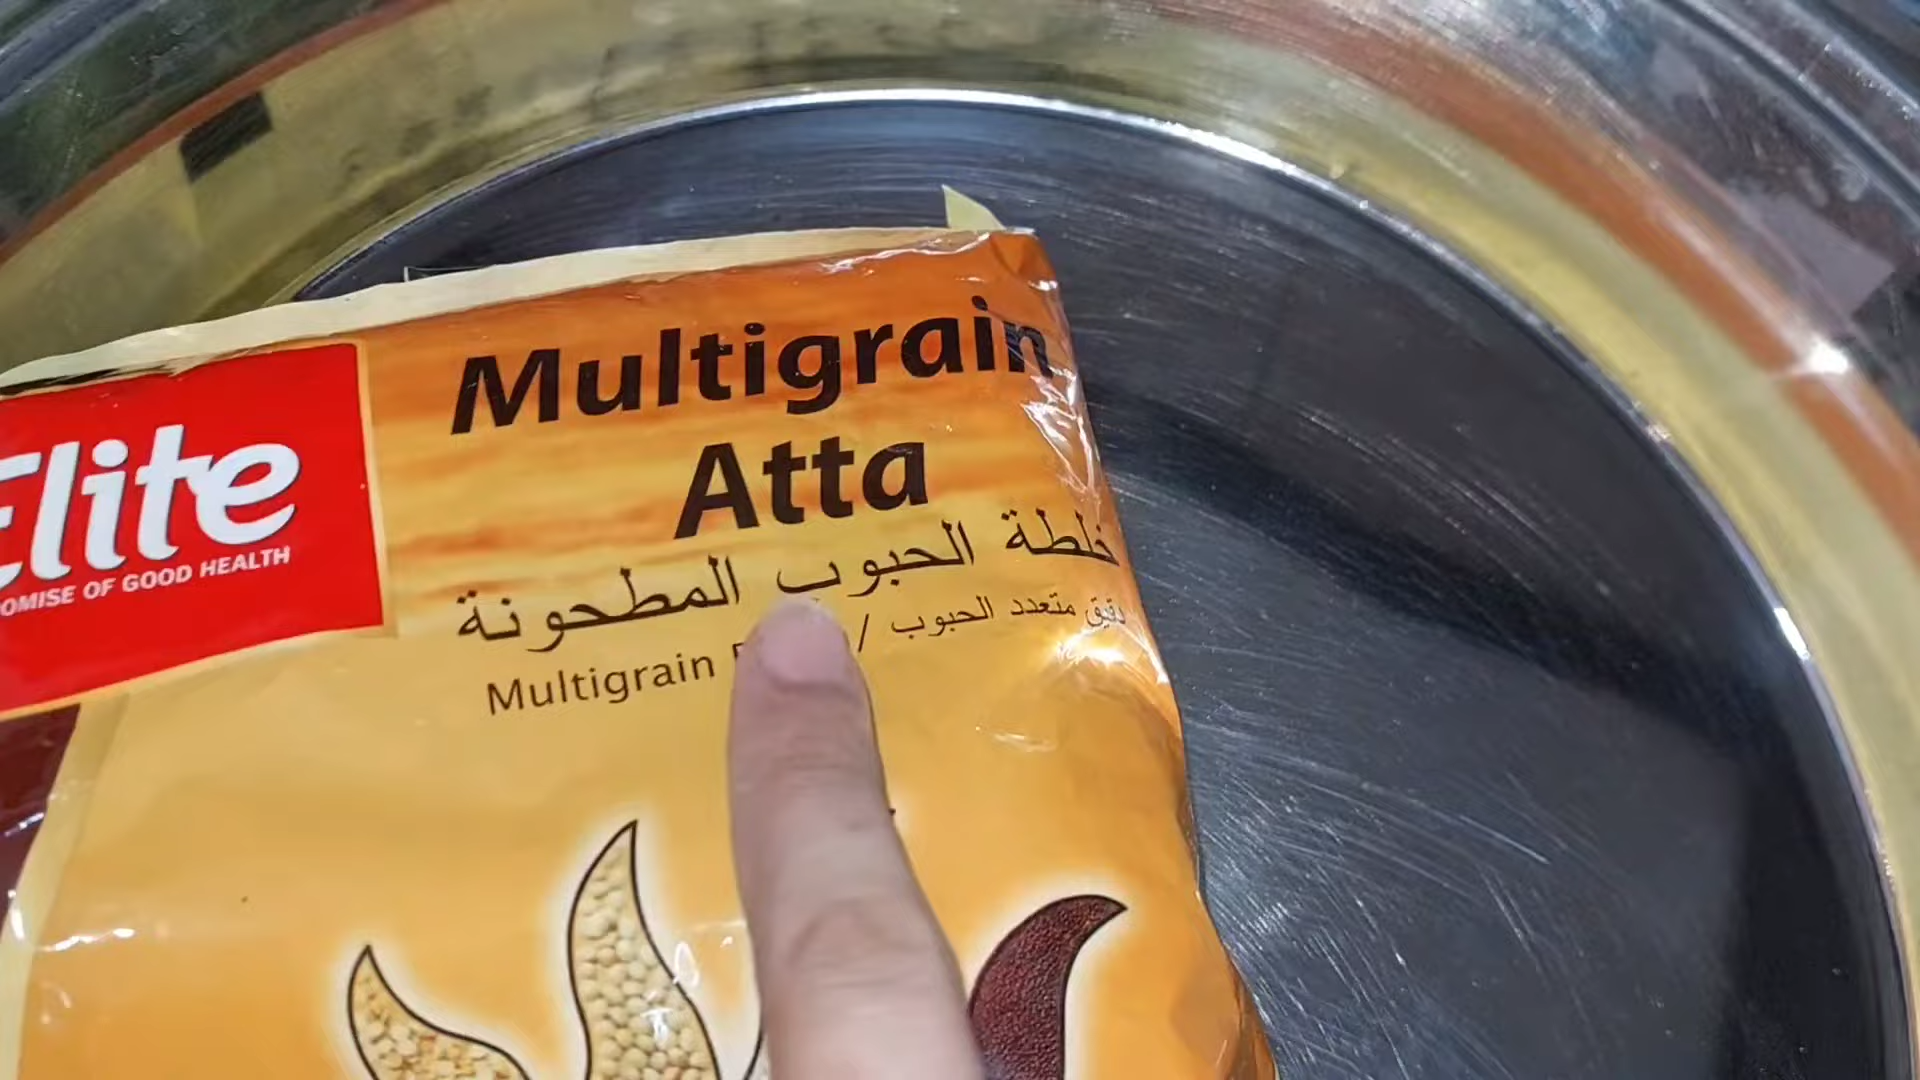 Elite
OMISE OF GOOD HEALTH
Multigrain
Atta
خلطة الحبوب المطحونة
Multigrain / دقيق متعدد الحبوب